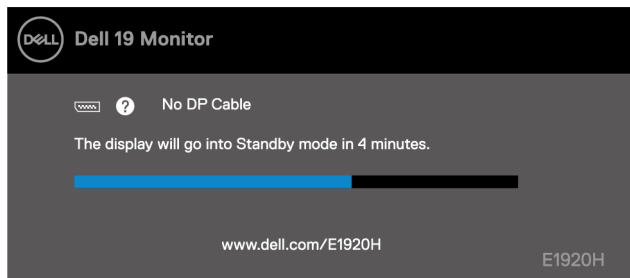 DELL Dell 19 Monitor
? No DP Cable
The display will go into Standby mode in 4 minutes.
www.dell.com/E1920H
E1920H